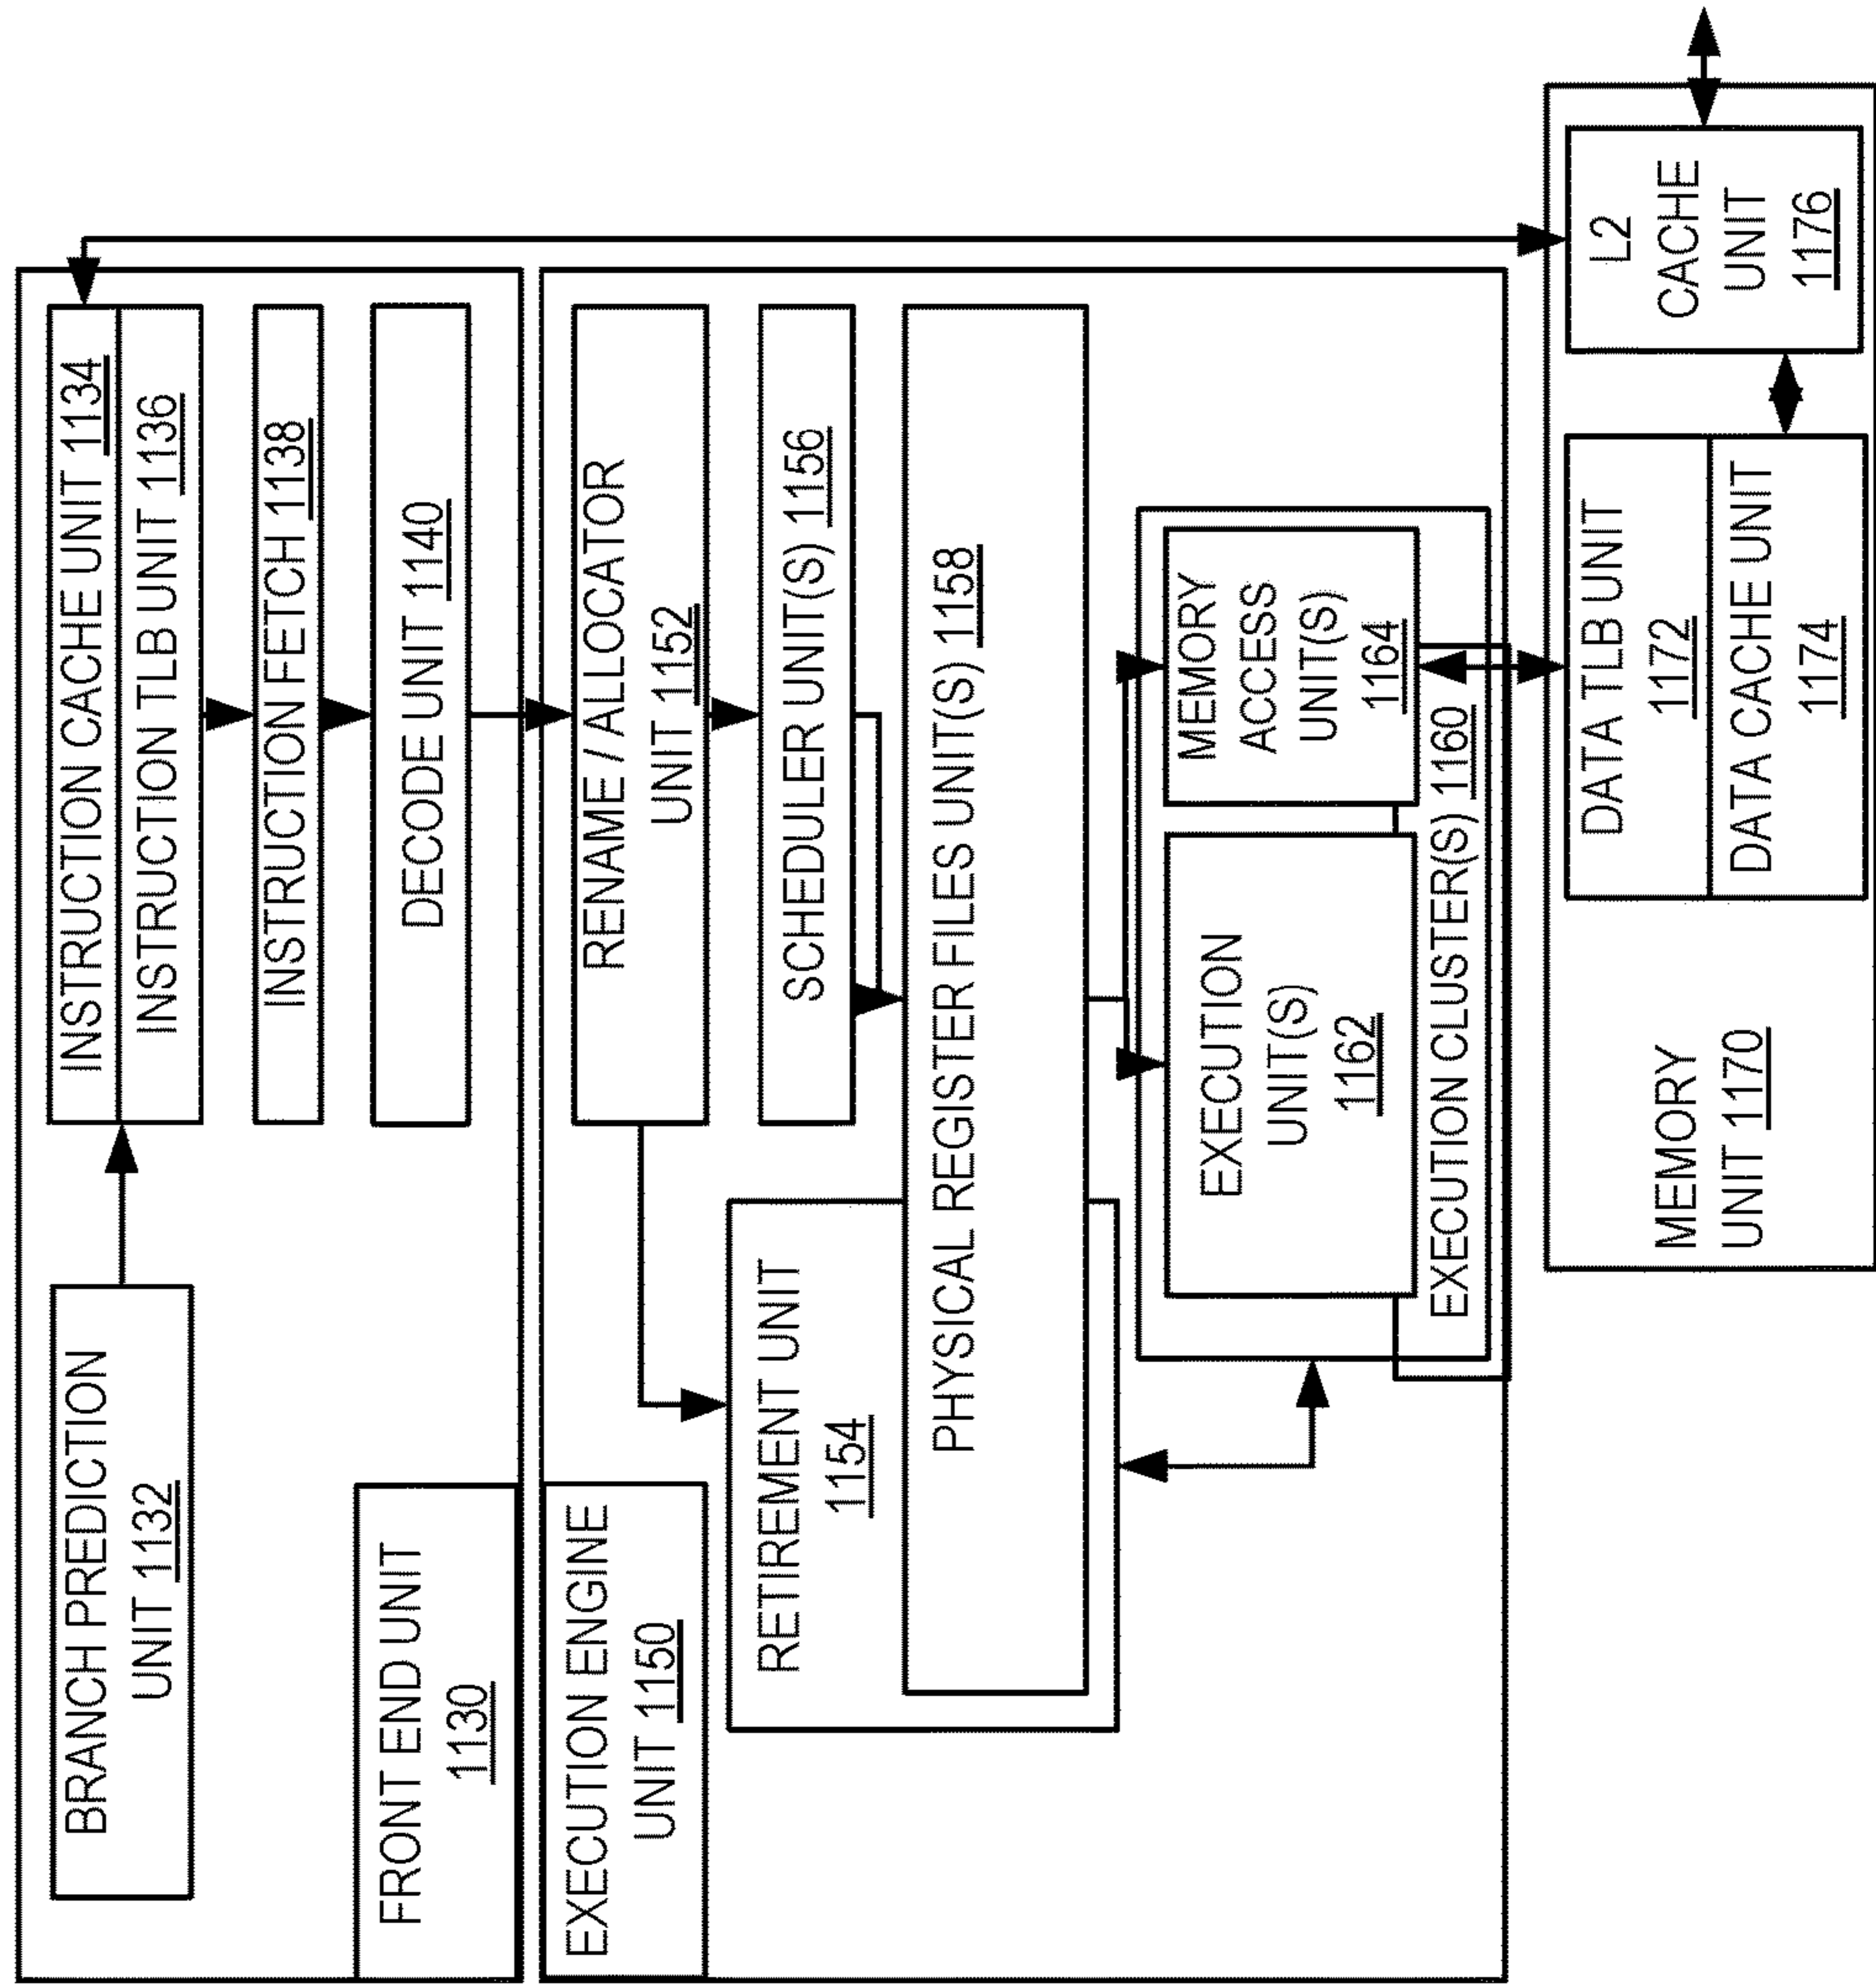 BRANCH PREDICTION
UNIT 1132
INSTRUCTION CACHE UNIT 1134
INSTRUCTION TLB UNIT 1136
INSTRUCTION FETCH 1138
DECODE UNIT 1140
FRONT END UNIT
1130
EXECUTION ENGINE
UNIT 1150
RENAME / ALLOCATOR
UNIT 1152
RETIREMENT UNIT
1154
SCHEDULER UNIT(S) 1156
PHYSICAL REGISTER FILES UNIT(S) 1158
EXECUTION
UNIT(S)
1162
MEMORY
ACCESS
UNIT(S)
1164
EXECUTION CLUSTER(S) 1160
MEMORY
UNIT 1170
DATA TLB UNIT
1172
DATA CACHE UNIT
1174
L2
CACHE
UNIT
1176